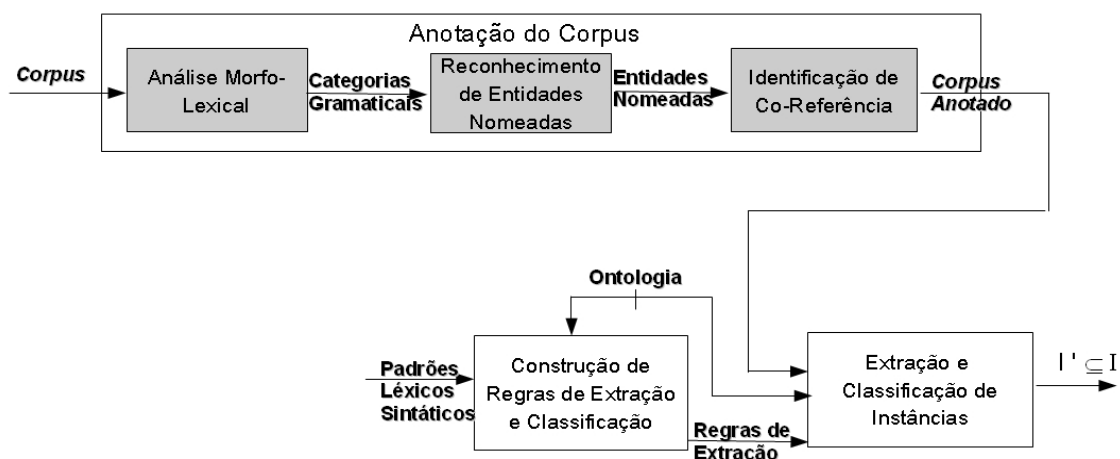 Anotação do Corpus
Corpus
Análise Morfo-
Lexical
Categorias
Gramaticais
Reconhecimento
de Entidades
Nomeadas
Entidades
Nomeadas
Identificação de
Co-Referência
Corpus
Anotado
Ontologia
Padrões
Léxicos
Sintáticos
Construção de
Regras de Extração
e Classificação
Regras de
Extração
Extração e
Classificação de
Instâncias
I ' ⊆ I